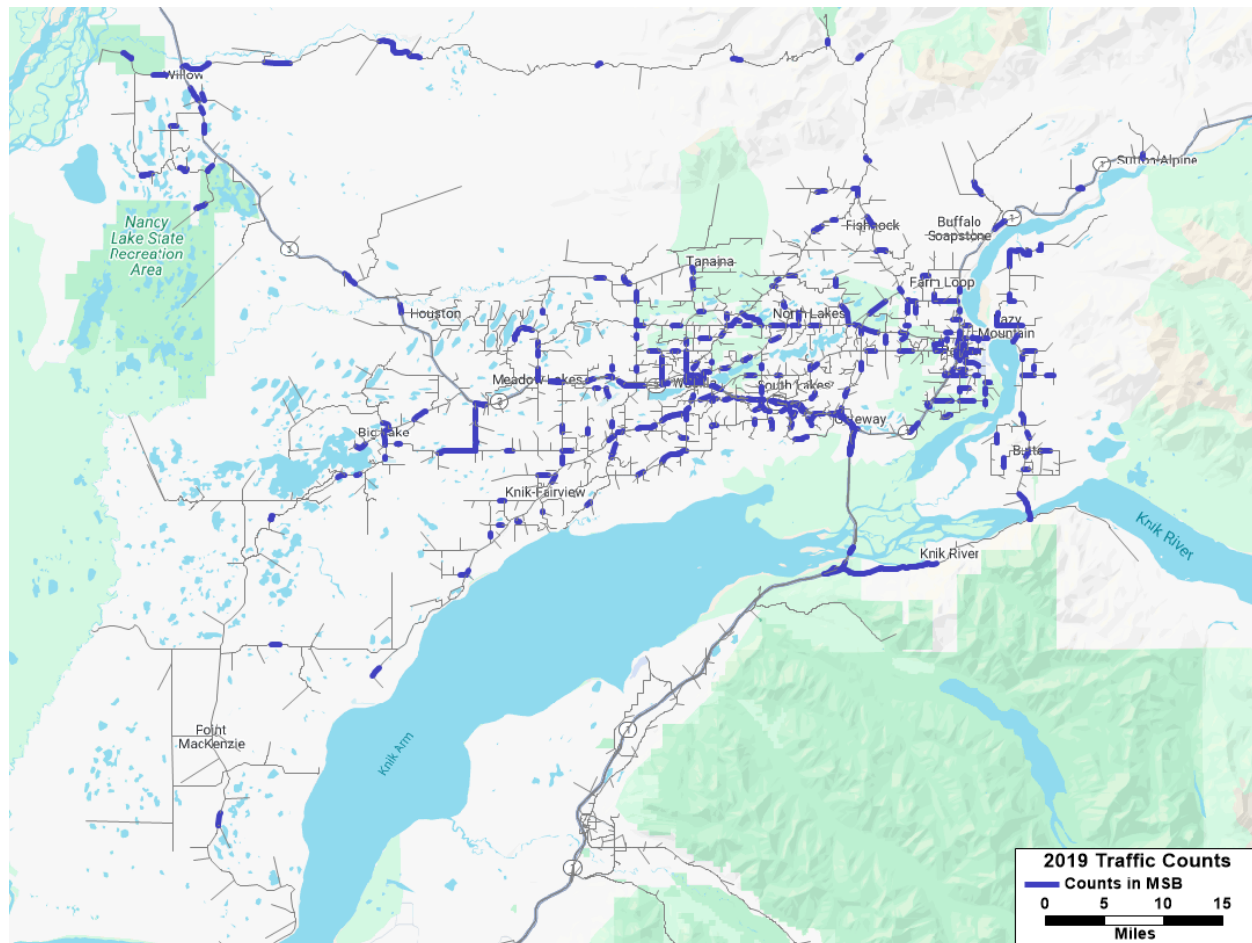 Willow
Sutton-Alpine
Nancy
Lake State
Recreation
Area
Buffalo
Soapstone
Fishhook
Tanaina
Farm Loop
Houston
North Lakes
Lazy
Mountain
Meadow Lakes
South Lakes
Big Lake
Gateway
Butte
Knik-Fairview
Knik River
Knik River
Point
MacKenzie
Knik Arm
2019 Traffic Counts
Counts in MSB
0 5 10 15
Miles